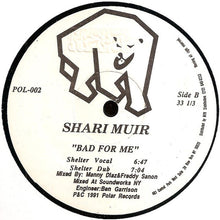 POL-002
Side B
33 1/3
SHARI MUIR
"BAD FOR ME"
Shelter Vocal 6:47
Shelter Dub 7:04
Mixed By: Manny Diaz&Freddy Sanon
Mixed At Soundworks NY
Engineer:Ben Garrison
P&C 1991 Polar Records